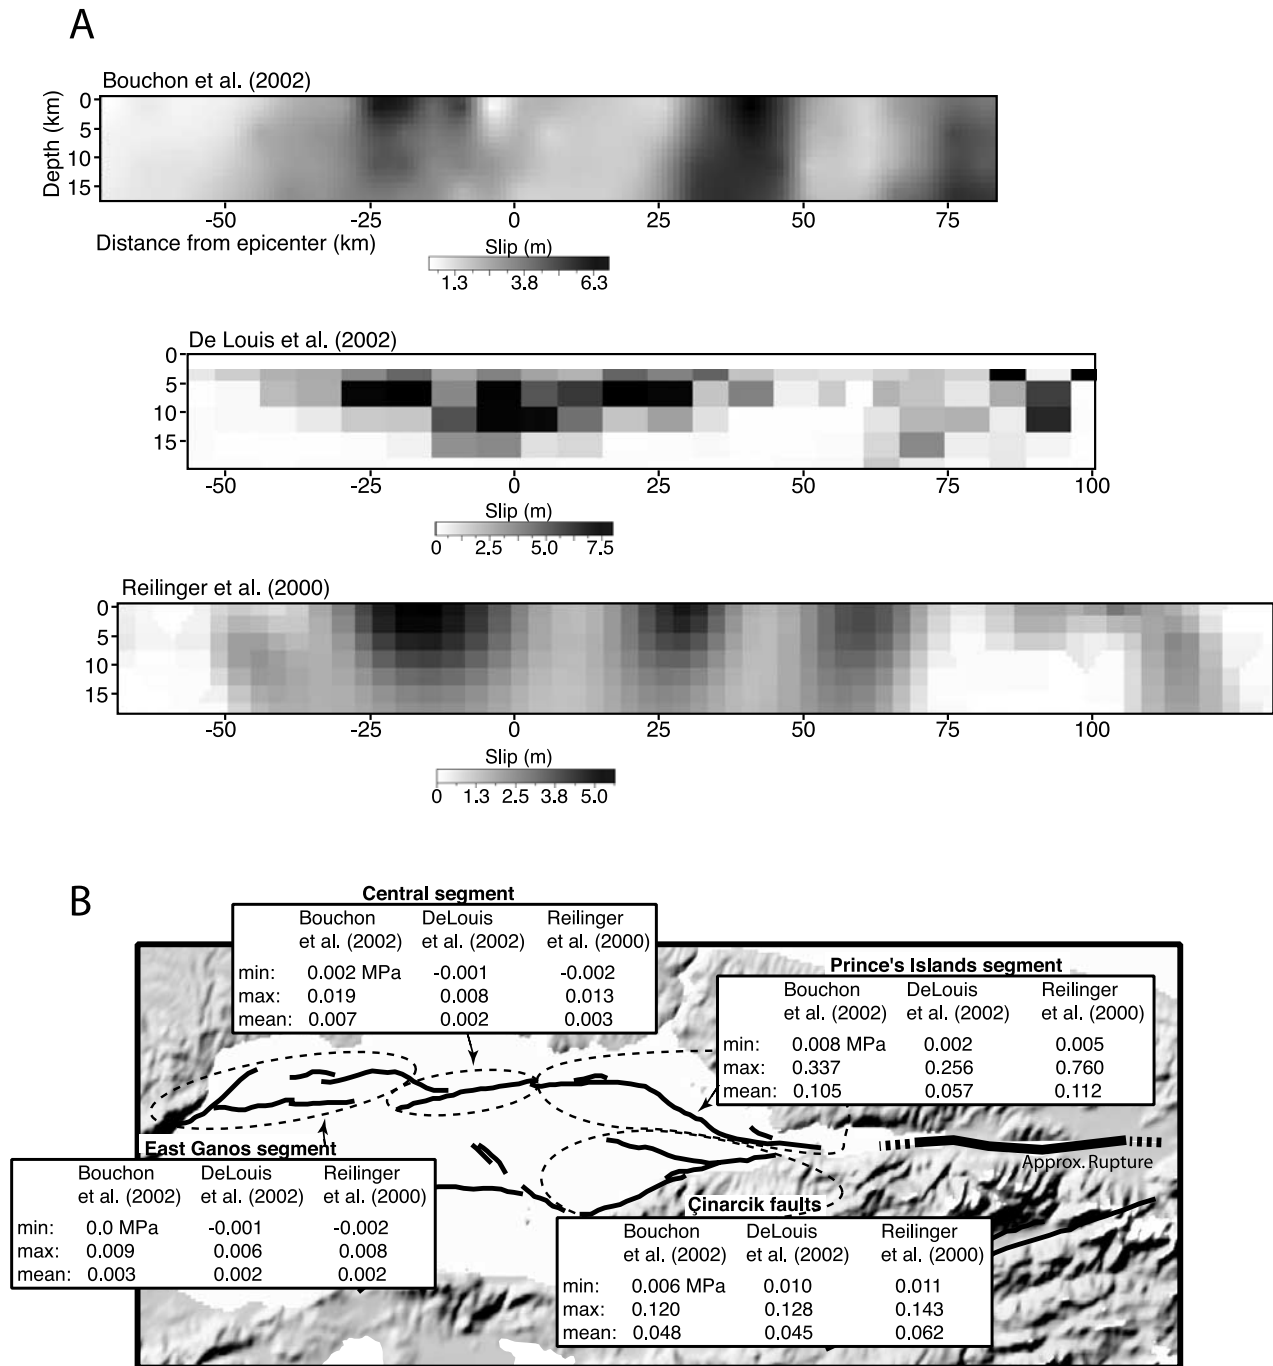 A
Bouchon et al. (2002)
Depth (km)
0
5
10
15
-50 -25 0 25 50 75
Distance from epicenter (km)
Slip (m)
1.3 3.8 6.3
De Louis et al. (2002)
0
5
10
15
-50 -25 0 25 50 75 100
Slip (m)
0 2.5 5.0 7.5
Reilinger et al. (2000)
0
5
10
15
-50 -25 0 25 50 75 100
Slip (m)
0 1.3 2.5 3.8 5.0
B
Central segment
Bouchon DeLouis Reilinger
et al. (2002) et al. (2002) et al. (2000)
min: 0.002 MPa -0.001 -0.002
max: 0.019 0.008 0.013
mean: 0.007 0.002 0.003
Prince's Islands segment
Bouchon DeLouis Reilinger
et al. (2002) et al. (2002) et al. (2000)
min: 0.008 MPa 0.002 0.005
max: 0.337 0.256 0.760
mean: 0.105 0.057 0.112
Approx. Rupture
East Ganos segment
Bouchon DeLouis Reilinger
et al. (2002) et al. (2002) et al. (2000)
min: 0.0 MPa -0.001 -0.002
max: 0.009 0.006 0.008
mean: 0.003 0.002 0.002
Çinarcik faults
Bouchon DeLouis Reilinger
et al. (2002) et al. (2002) et al. (2000)
min: 0.006 MPa 0.010 0.011
max: 0.120 0.128 0.143
mean: 0.048 0.045 0.062